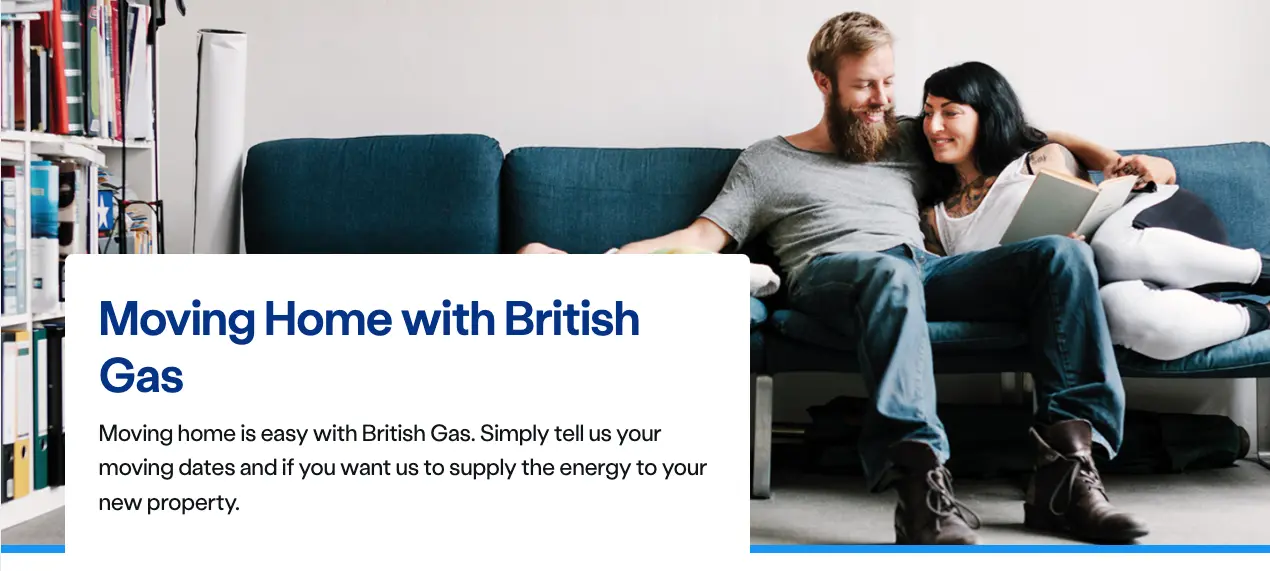 Moving Home with British
Gas
Moving home is easy with British Gas. Simply tell us your
moving dates and if you want us to supply the energy to your
new property.